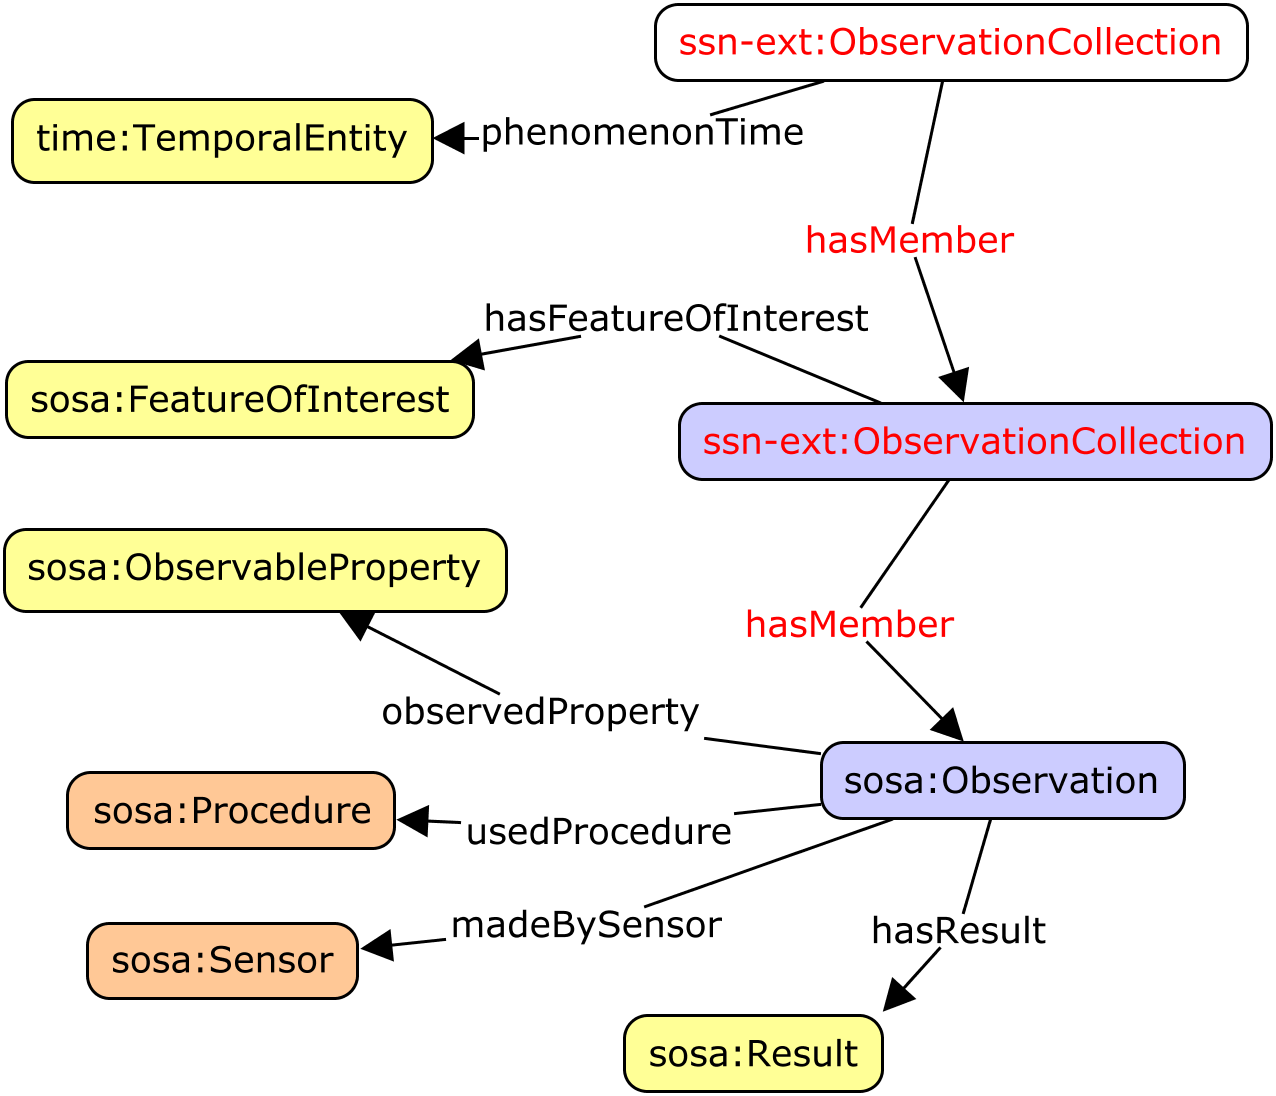 ssn-ext:ObservationCollection
time:TemporalEntity
phenomenonTime
hasMember
hasFeatureOfInterest
sosa:FeatureOfInterest
ssn-ext:ObservationCollection
sosa:ObservableProperty
hasMember
observedProperty
sosa:Observation
sosa:Procedure
usedProcedure
madeBySensor
hasResult
sosa:Sensor
sosa:Result